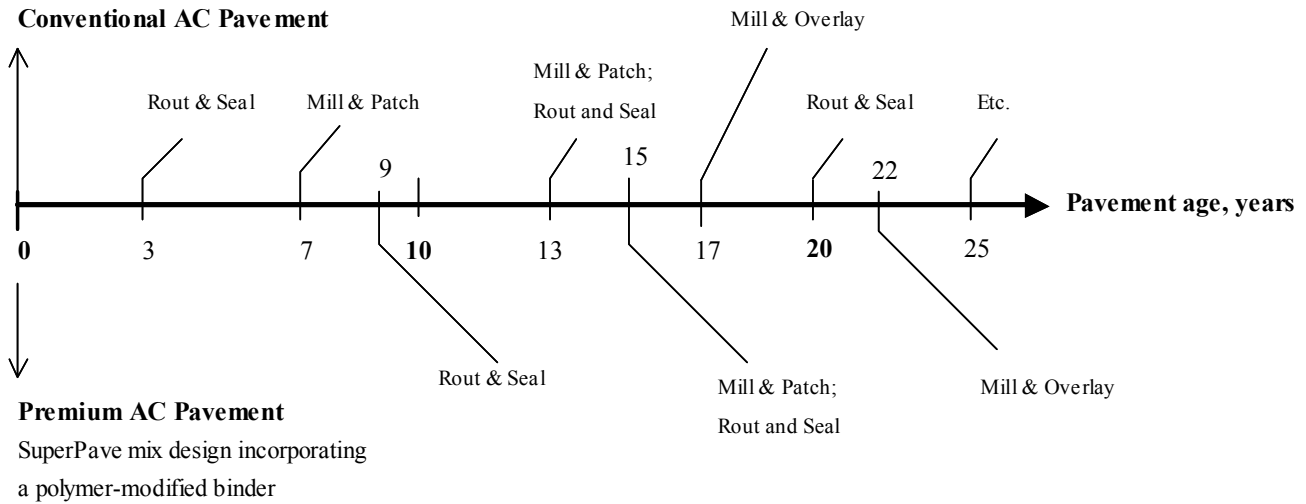 Conventional AC Pavement
Mill & Overlay
Mill & Patch;
Rout and Seal
Rout & Seal
Mill & Patch
Rout & Seal
Etc.
9
15
22
Pavement age, years
0
3
7
10
13
17
20
25
Rout & Seal
Mill & Patch;
Rout and Seal
Mill & Overlay
Premium AC Pavement
SuperPave mix design incorporating
a polymer-modified binder